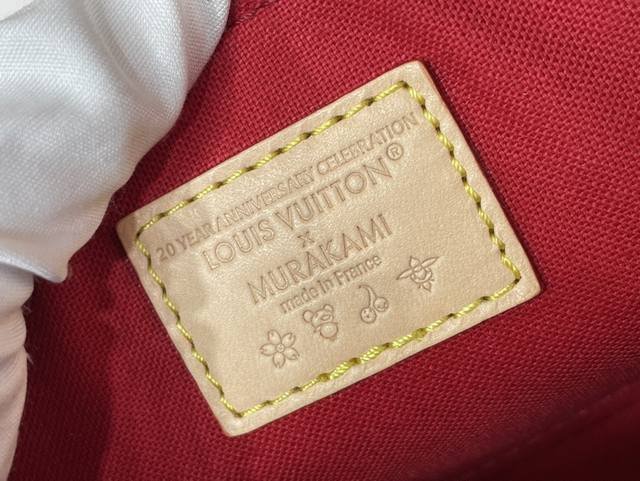 20 YEAR ANNIVERSARY CELEBRATION
LOUIS VUITTON®
x
MURAKAMI
made in France